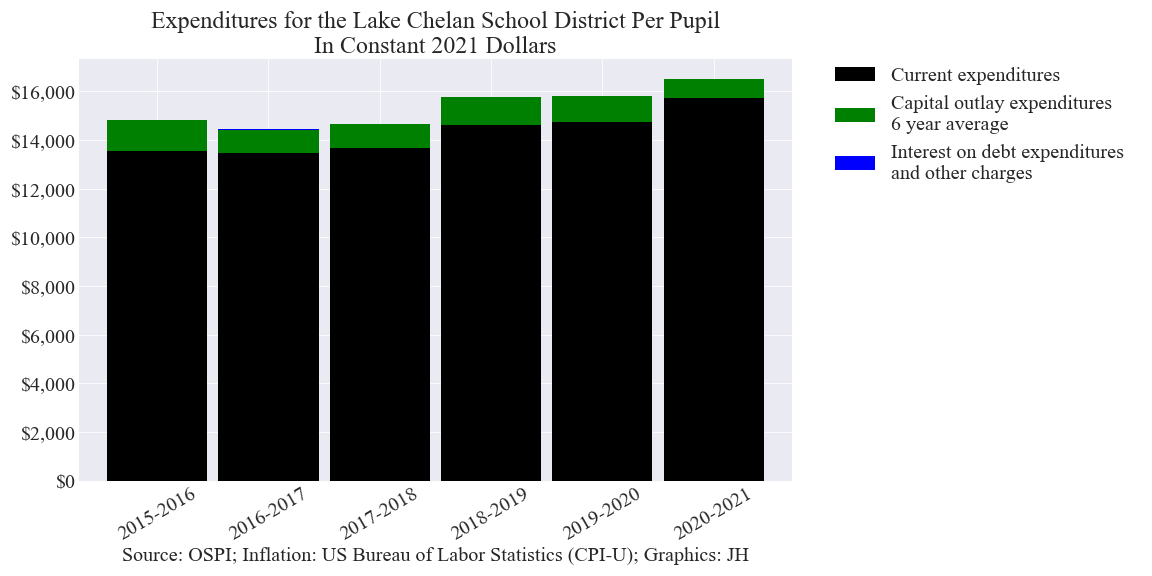 Expenditures for the Lake Chelan School District Per Pupil
In Constant 2021 Dollars
$16,000
$14,000
$12,000
$10,000
$8,000
$6,000
$4,000
$2,000
$0
2015-2016
2016-2017
2017-2018
2018-2019
2019-2020
2020-2021
Source: OSPI; Inflation: US Bureau of Labor Statistics (CPI-U); Graphics: JH
Current expenditures
Capital outlay expenditures
6 year average
Interest on debt expenditures
and other charges